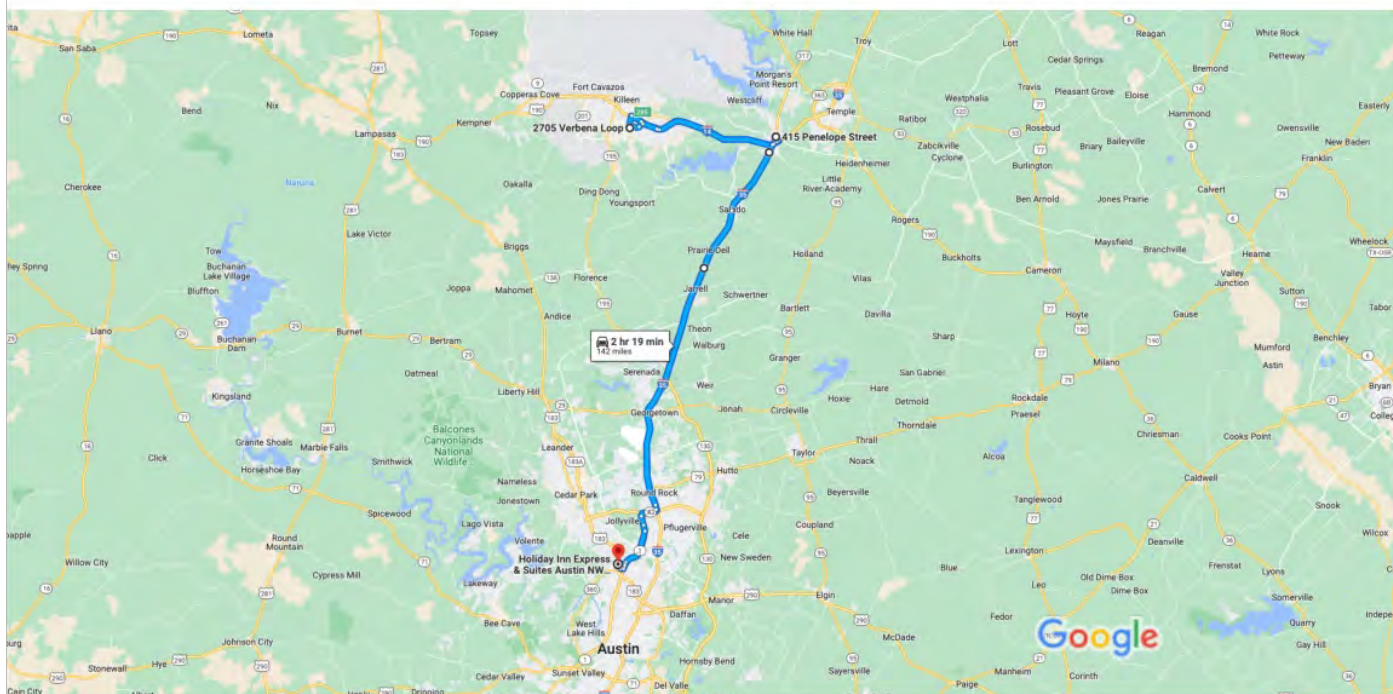 rita
San Saba
190
Lometa
Topsey
White Hall
Troy
Lott
6
Reagan
White Rock
Petteway
317
Cedar Springs
Bremond
Morgan's
Point Resort
Fort Cavazos
Copperas Cove
Killeen
Westcliff
Temple
Westphalia
Travis
Pleasant Grove
Eloise
Hammond
Easterly
Bend
Nix
Kempner
Lampasas
2705 Verbena Loop
415 Penelope Street
Ratibor
Rosebud
Owensville
Zabcikville
Cyclone
Briary
Baileyville
New Baden
Heidenheimer
Burlington
Franklin
Cherokee
Naruna
Oakalla
Ding Dong
Youngsport
Little
River-Academy
Salado
Ben Arnold
Jones Prairie
Calvert
Rogers
Lake Victor
Briggs
Prairie Dell
Holland
Buckholts
Maysfield
Branchville
Hearne
Wheelock
Tow
Buchanan
Lake Village
Bluffton
Florence
Cameron
Valley
Junction
Sutton
Joppa
Mahomet
Jarrell
Schwertner
Vilas
Bartlett
Davilla
Andice
Llano
Buchanan
Dam
Burnet
Bertram
Theon
Walburg
2 hr 19 min
142 miles
Sharp
Hoyte
Gause
Benchley
Granger
Milano
Mumford
Astin
Oatmeal
Serenada
Weir
San Gabriel
Bryan
Kingsland
Liberty Hill
Hare
Hoxie
Detmold
Rockdale
Praesel
Georgetown
Jonah
Circleville
Balcones
Canyonlands
National
Wildlife...
Granite Shoals
Marble Falls
Leander
Thorndale
Chriesman
Cooks Point
Thrall
Click
Horseshoe Bay
Smithwick
Hutto
Taylor
Noack
Alcoa
Nameless
Jonestown
Cedar Park
Round Rock
Beyersville
Tanglewood
Caldwell
Snook
Spicewood
Lago Vista
Jollyville
Pflugerville
Coupland
Round
Mountain
Volente
Cele
New Sweden
Deanville
Wilcox
Willow City
Cypress Mill
Lakeway
Holiday Inn Express
& Suites Austin NW...
Lexington
Frenstat
Lyons
Blue
Leo
Old Dime Box
Dime Box
Somerville
Manor
Elgin
Daffan
Fedor
Quarry
Bee Cave
West
Lake Hills
Google
Gay Hill
Johnson City
Austin
McDade
Stonewall
Hye
Hornsby Bend
Sayersville
Manheim
Corinth
Cain City
Cedar Valley
Sunset Valley
Del Valle
Paige